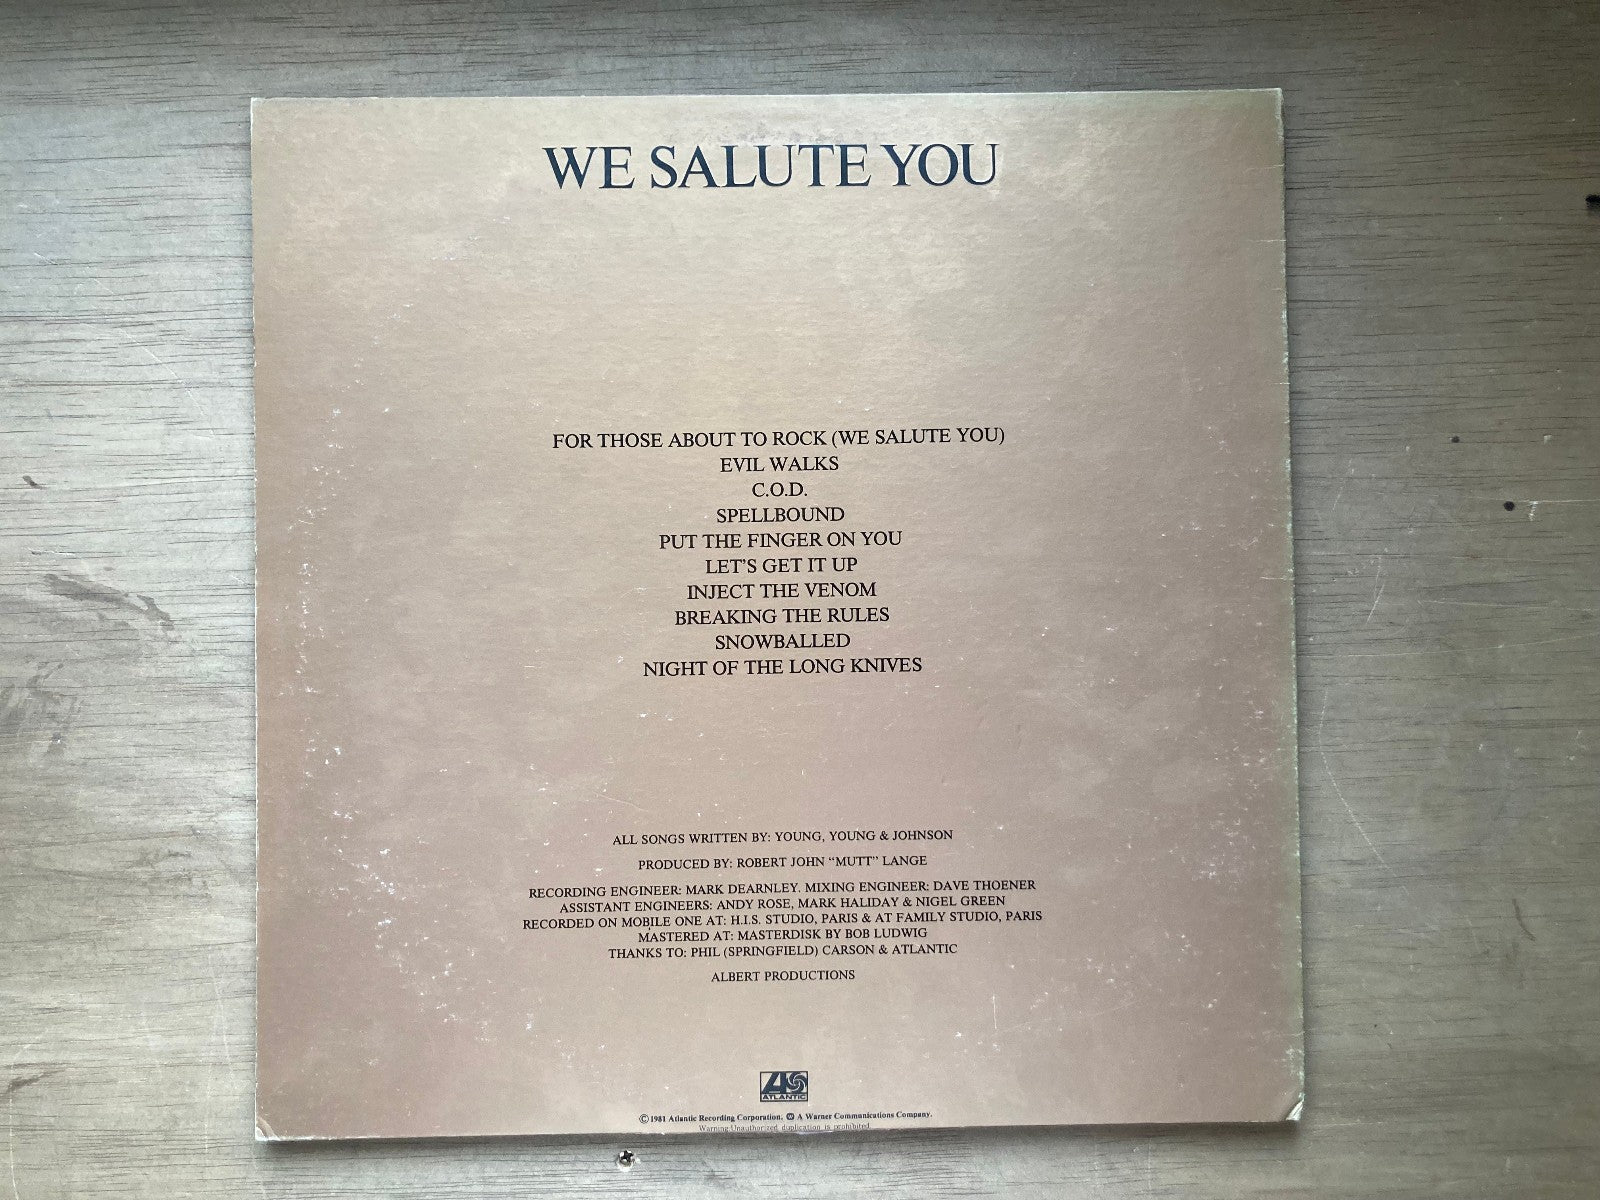 WE SALUTE YOU
FOR THOSE ABOUT TO ROCK (WE SALUTE YOU)
EVIL WALKS
C.O.D.
SPELLBOUND
PUT THE FINGER ON YOU
LET'S GET IT UP
INJECT THE VENOM
BREAKING THE RULES
SNOWBALLED
NIGHT OF THE LONG KNIVES
ALL SONGS WRITTEN BY: YOUNG, YOUNG & JOHNSON
PRODUCED BY: ROBERT JOHN “MUTT” LANGE
RECORDING ENGINEER: MARK DEARNLEY. MIXING ENGINEER: DAVE THOENER
ASSISTANT ENGINEERS: ANDY ROSE, MARK HALIDAY & NIGEL GREEN
RECORDED ON MOBILE ONE AT: H.I.S. STUDIO, PARIS & AT FAMILY STUDIO, PARIS
MASTERED AT: MASTERDISK BY BOB LUDWIG
THANKS TO: PHIL (SPRINGFIELD) CARSON & ATLANTIC
ALBERT PRODUCTIONS
ATLANTIC
© 1981 Atlantic Recording Corporation. A Warner Communications Company.
Warning:Unauthorized duplication is prohibited.